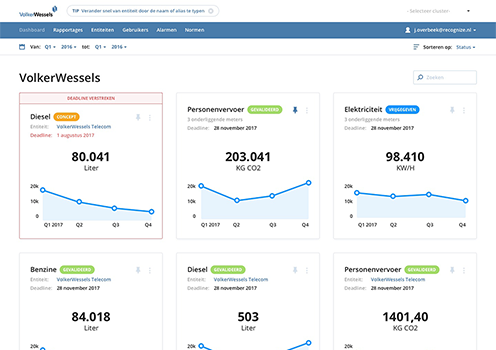 VolkerWessels
TIP Verander snel van entiteit door de naam of alias te typen
- Selecteer cluster -
Dashboard Rapportages Entiteiten Gebruikers Alarmen Normen j.overbeek@recognize.nl
Van: Q1 2016 tot: Q1 2016 Sorteren op: Status
VolkerWessels
Zoeken
DEADLINE VERSTREKEN
Diesel CONCEPT
Entiteit: VolkerWessels Telecom
Deadline: 1 augustus 2017
80.041
Liter
20k
10k
0
Q1 2017 Q2 Q3 Q4
Personenvervoer GEVALIDEERD
3 onderliggende meters
Deadline: 28 november 2017
203.041
KG CO2
20k
10k
0
Q1 2017 Q2 Q3 Q4
Elektriciteit VRIJGEGEVEN
3 onderliggende meters
Deadline: 28 november 2017
98.410
KW/H
20k
10k
0
Q1 2017 Q2 Q3 Q4
Benzine GEVALIDEERD
Entiteit: VolkerWessels Telecom
Deadline: 28 november 2017
84.018
Liter
20k
Diesel GEVALIDEERD
Entiteit: VolkerWessels Telecom
Deadline: 28 november 2017
503
Liter
20k
Personenvervoer GEVALIDEERD
Entiteit: VolkerWessels Telecom
Deadline: 28 november 2017
1401,40
KG CO2
20k